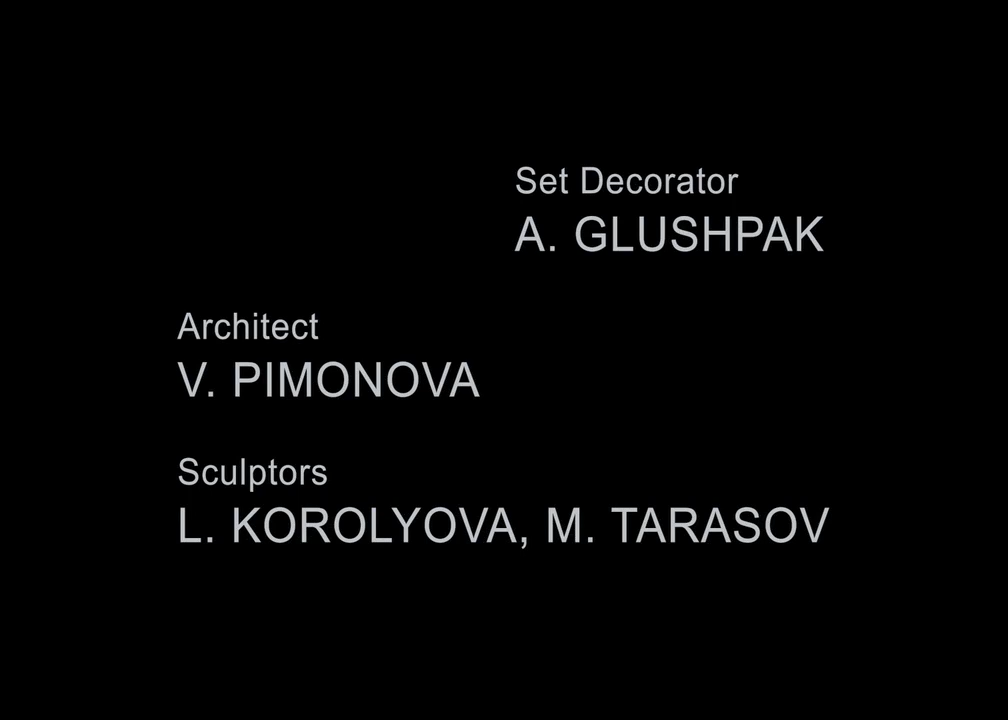 Set Decorator
A. GLUSHPAK
Architect
V. PIMONOVA
Sculptors
L. KOROLYOVA, M. TARASOV